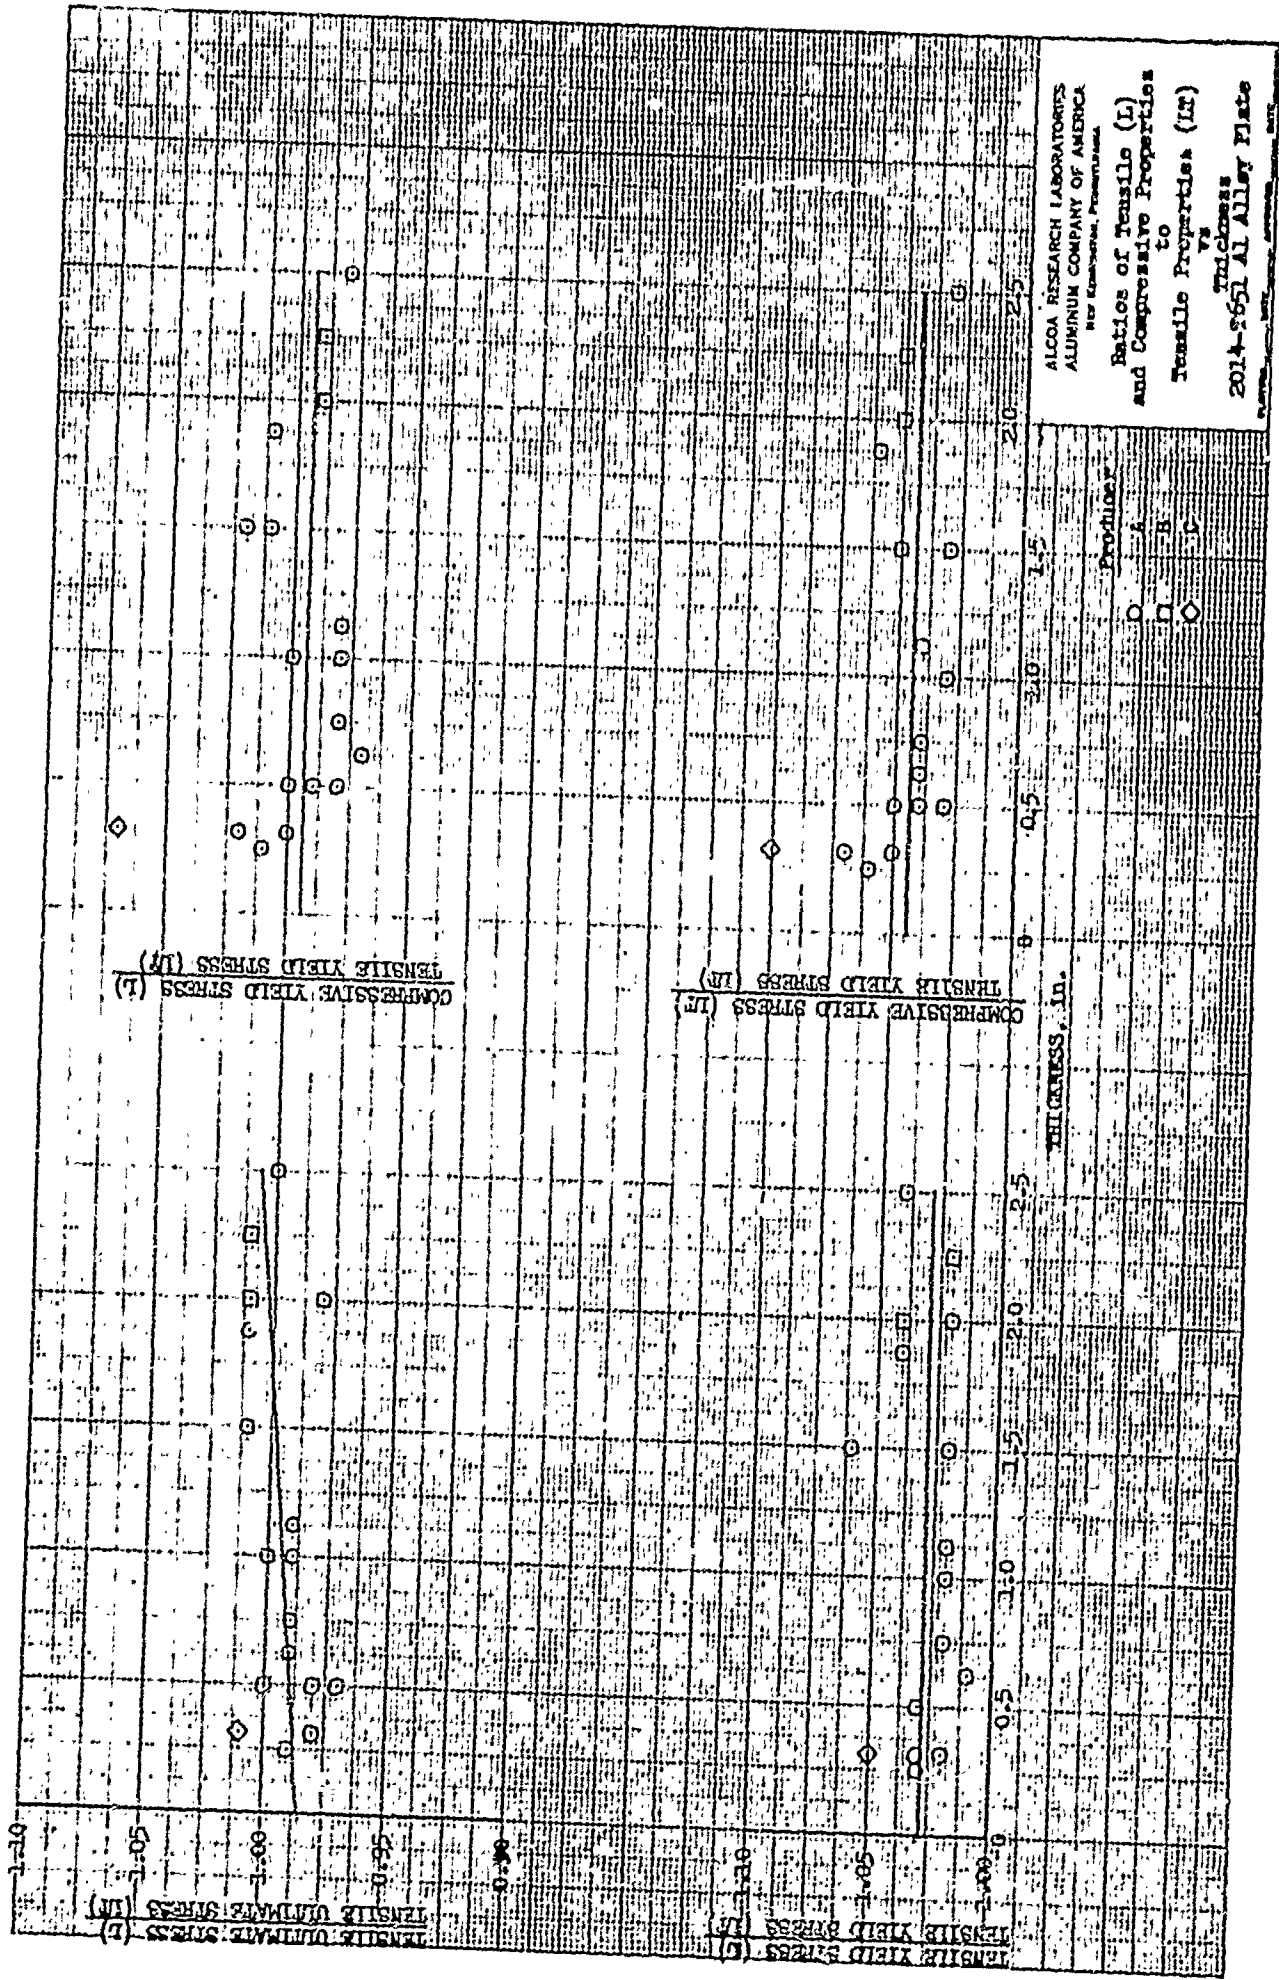 ALCOA RESEARCH LABORATORIES
ALUMINUM COMPANY OF AMERICA
Ratios of Tensile (L)
and Compressive Properties
to
Tensile Properties (LT)
vs
Thickness
2014-T651 Al Alloy Plate
Producer
A
B
C
TENSILE ULTIMATE STRESS (L)
TENSILE ULTIMATE STRESS (LT)
1.10
1.05
1.00
0.95
0.90
COMPRESSIVE YIELD STRESS (L)
TENSILE YIELD STRESS (LT)
TENSILE YIELD STRESS (L)
TENSILE YIELD STRESS (LT)
1.10
1.05
1.00
0
0.5
1.0
1.5
2.0
2.5
COMPRESSIVE YIELD STRESS (LT)
TENSILE YIELD STRESS (LT)
0
0.5
1.0
1.5
2.0
2.5
THICKNESS, in.